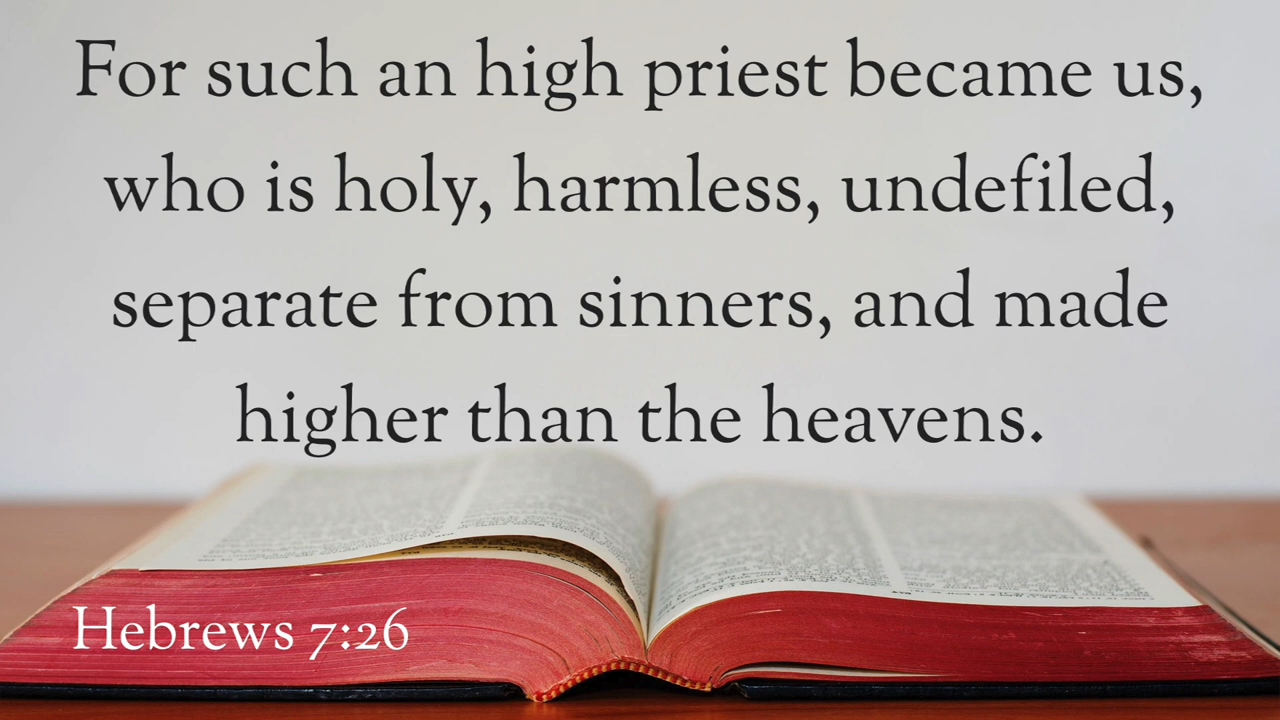 For such an high priest became us,
who is holy, harmless, undefiled,
separate from sinners, and made
higher than the heavens.
Hebrews 7:26